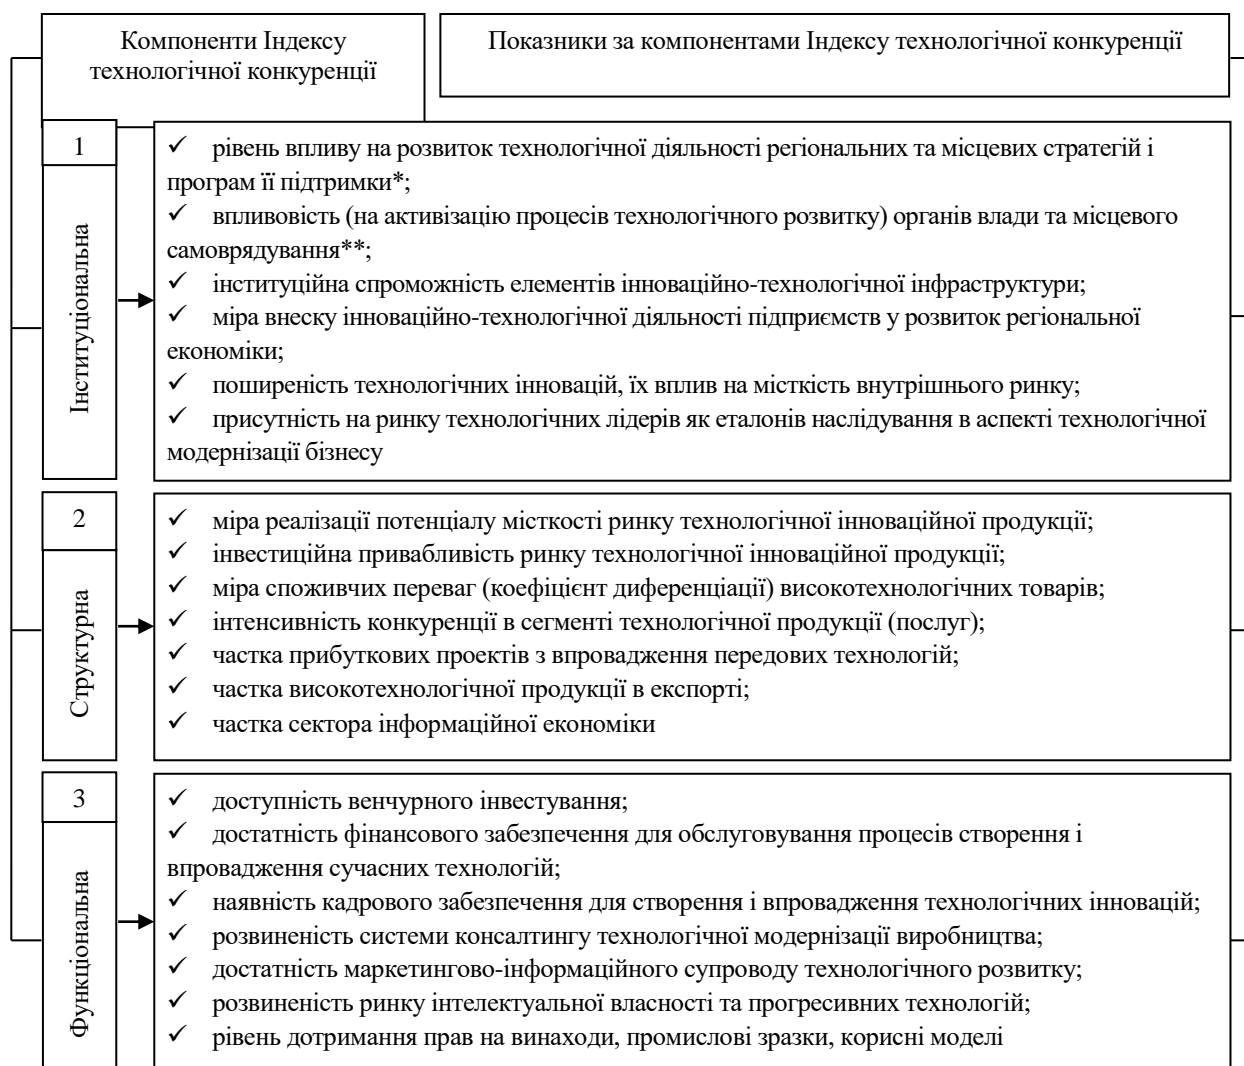 Компоненти Індексу
технологічної конкуренції
Показники за компонентами Індексу технологічної конкуренції
1
Інституціональна
✓ рівень впливу на розвиток технологічної діяльності регіональних та місцевих стратегій і
програм її підтримки*;
✓ впливовість (на активізацію процесів технологічного розвитку) органів влади та місцевого
самоврядування**;
✓ інституційна спроможність елементів інноваційно-технологічної інфраструктури;
✓ міра внеску інноваційно-технологічної діяльності підприємств у розвиток регіональної
економіки;
✓ поширеність технологічних інновацій, їх вплив на місткість внутрішнього ринку;
✓ присутність на ринку технологічних лідерів як еталонів наслідування в аспекті технологічної
модернізації бізнесу
2
Структурна
✓ міра реалізації потенціалу місткості ринку технологічної інноваційної продукції;
✓ інвестиційна привабливість ринку технологічної інноваційної продукції;
✓ міра споживчих переваг (коефіцієнт диференціації) високотехнологічних товарів;
✓ інтенсивність конкуренції в сегменті технологічної продукції (послуг);
✓ частка прибуткових проектів з впровадження передових технологій;
✓ частка високотехнологічної продукції в експорті;
✓ частка сектора інформаційної економіки
3
Функціональна
✓ доступність венчурного інвестування;
✓ достатність фінансового забезпечення для обслуговування процесів створення і
впровадження сучасних технологій;
✓ наявність кадрового забезпечення для створення і впровадження технологічних інновацій;
✓ розвиненість системи консалтингу технологічної модернізації виробництва;
✓ достатність маркетингово-інформаційного супроводу технологічного розвитку;
✓ розвиненість ринку інтелектуальної власності та прогресивних технологій;
✓ рівень дотримання прав на винаходи, промислові зразки, корисні моделі